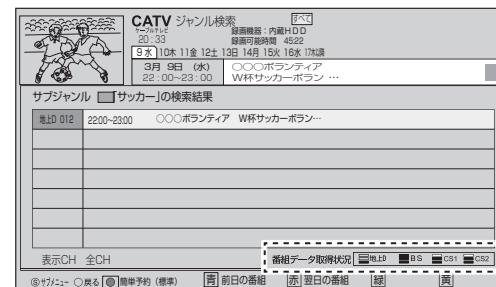 CATV ジャンル検索 すべて
ケーブルテレビ
20:33
録画機器：内蔵HDD
録画可能時間 45:22
9水 10木 11金 12土 13日 14月 15火 16水 17木
3月 9日 (水) ○○○ボランティア
22:00~23:00 W杯サッカーボラン …
サブジャンル 「サッカー」の検索結果
地上D 012 22:00~23:00 ○○○ボランティア W杯サッカーボラン…
表示CH 全CH
番組データ取得状況 地上D BS CS1 CS2
Ⓢサブメニュー ○戻る 簡単予約 (標準) 青 前日の番組 赤 翌日の番組 緑 黄